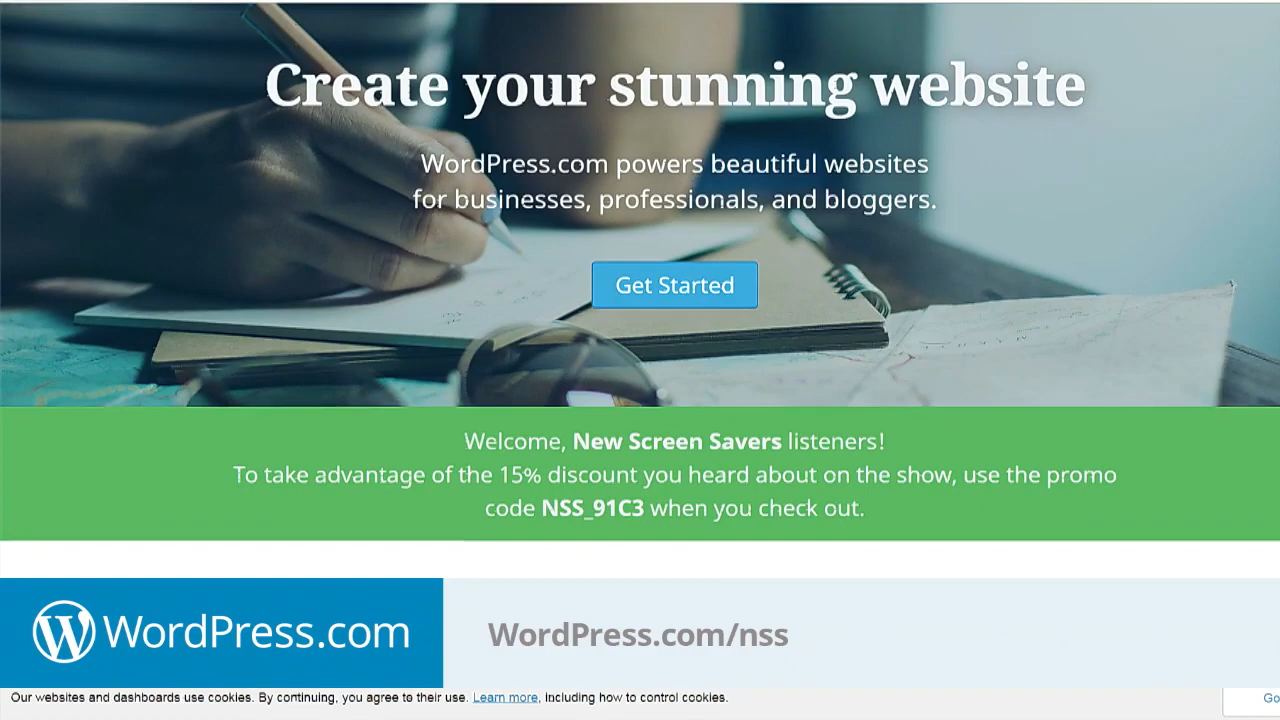 Create your stunning website
WordPress.com powers beautiful websites
for businesses, professionals, and bloggers.
Get Started
Welcome, New Screen Savers listeners!
To take advantage of the 15% discount you heard about on the show, use the promo
code NSS_91C3 when you check out.
WordPress.com
WordPress.com/nss
Our websites and dashboards use cookies. By continuing, you agree to their use. Learn more, including how to control cookies.
Go